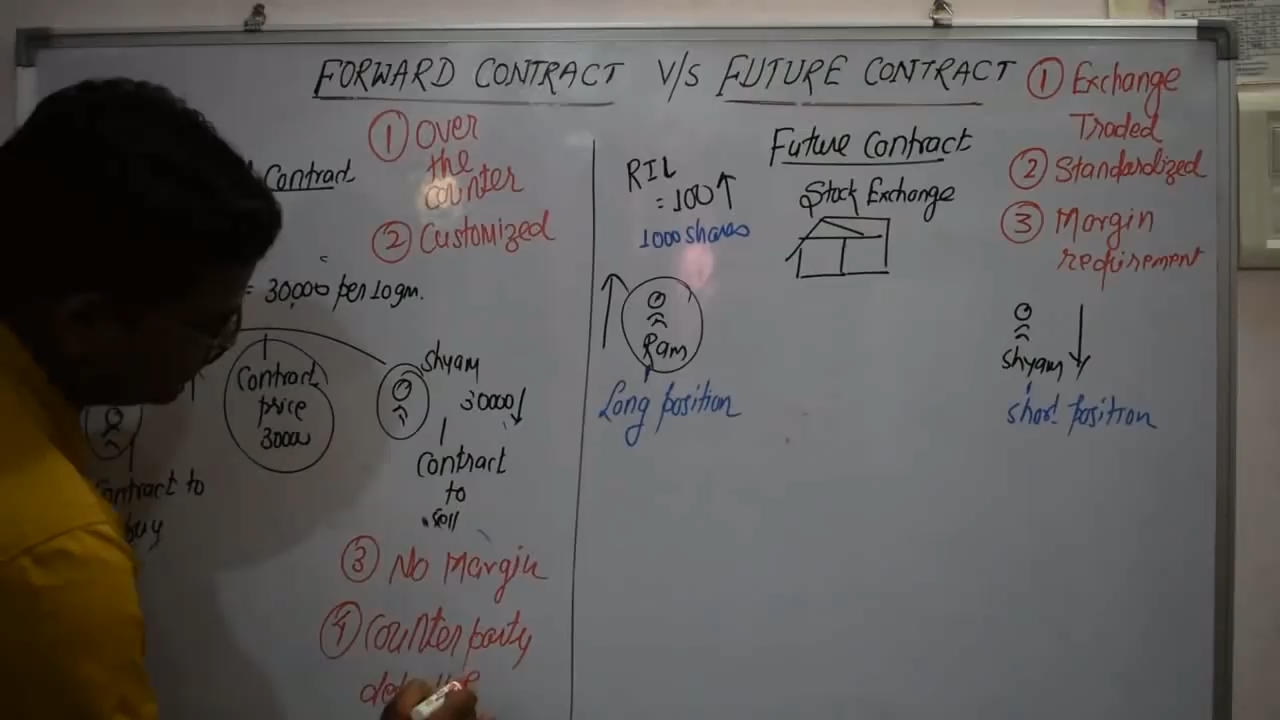 FORWARD CONTRACT V/S FUTURE CONTRACT
Contract
① Over
the
counter
② Customized
= 30,000 per 10gm.
Contract
price
30000
Shyam
30000↓
Contract to
buy
Contract
to
sell
③ No Margin
④ Counterparty
Future Contract
RIL
= 100↑
1000 shares
Stock Exchange
Ram
Long position
Shyam
short position
① Exchange
Traded
② Standardized
③ Margin
requirement